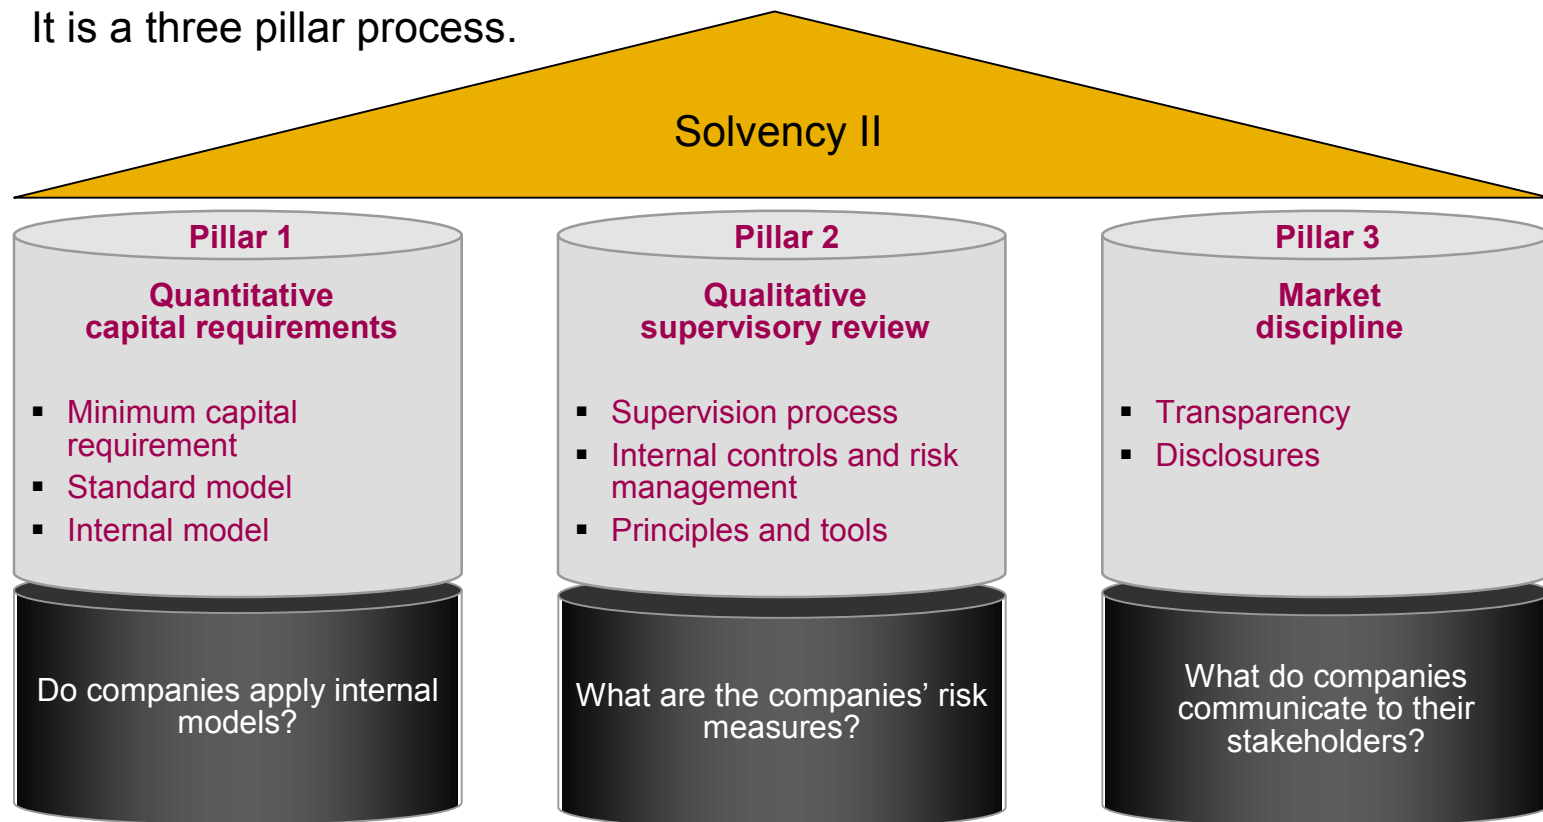 It is a three pillar process.
Solvency II
Pillar 1
Quantitative
capital requirements
▪ Minimum capital
requirement
▪ Standard model
▪ Internal model
Do companies apply internal
models?
Pillar 2
Qualitative
supervisory review
▪ Supervision process
▪ Internal controls and risk
management
▪ Principles and tools
What are the companies’ risk
measures?
Pillar 3
Market
discipline
▪ Transparency
▪ Disclosures
What do companies
communicate to their
stakeholders?